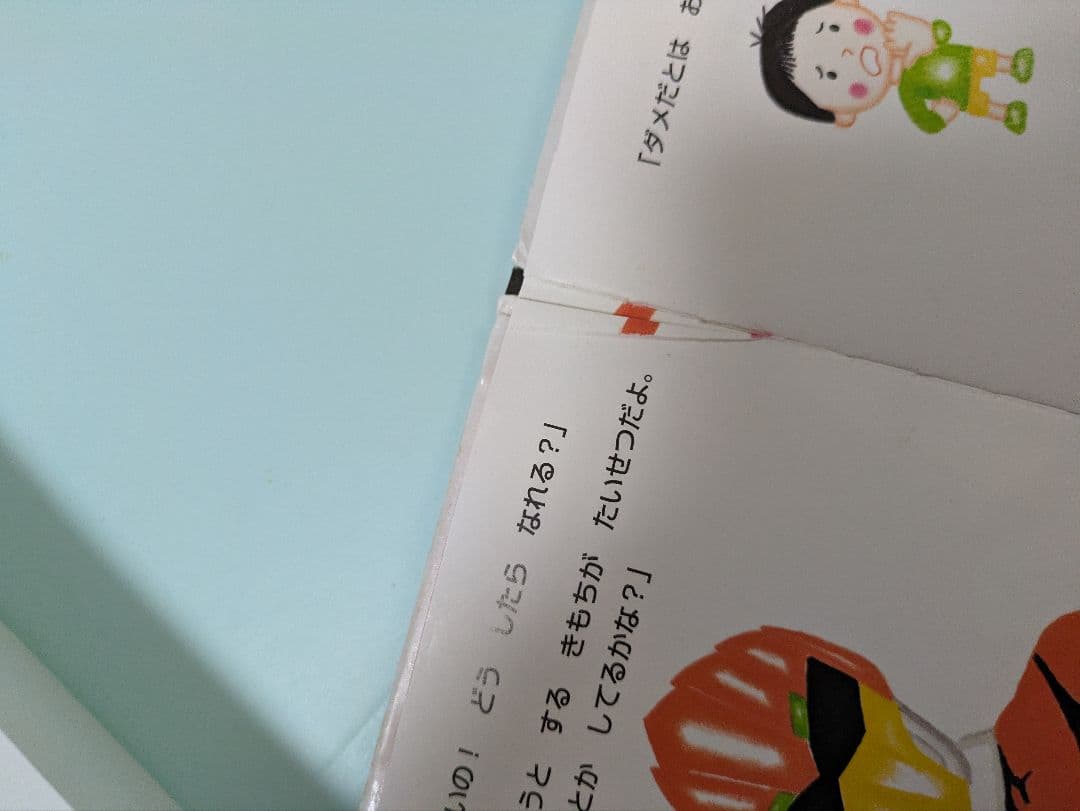 いの！ どう したら なれる？」
うと する きもちが たいせつだよ。
とか してるかな？」
「ダメだとは お